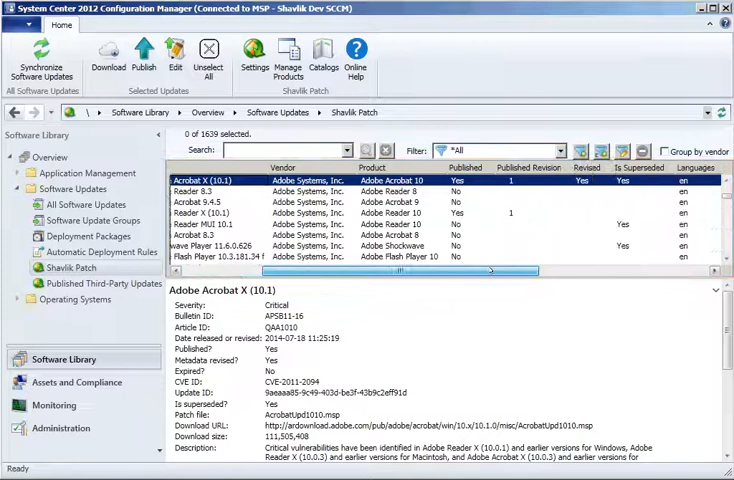 System Center 2012 Configuration Manager (Connected to MSP - Shavlik Dev SCCM)
Home
Synchronize Software Updates
Download
Publish
Edit
Unselect All
Settings
Manage Products
Catalogs
Online Help
All Software Updates
Selected Updates
Shavlik Patch
\ Software Library Overview Software Updates Shavlik Patch
Software Library
Overview
Application Management
Software Updates
All Software Updates
Software Update Groups
Deployment Packages
Automatic Deployment Rules
Shavlik Patch
Published Third-Party Updates
Operating Systems
Software Library
Assets and Compliance
Monitoring
Administration
0 of 1639 selected.
Search: Filter: *All Group by vendor
Vendor Product Published Published Revision Revised Is Superseded Languages
Acrobat X (10.1) Adobe Systems, Inc. Adobe Acrobat 10 Yes 1 Yes Yes en
Reader 8.3 Adobe Systems, Inc. Adobe Reader 8 No en
Acrobat 9.4.5 Adobe Systems, Inc. Adobe Acrobat 9 No en
Reader X (10.1) Adobe Systems, Inc. Adobe Reader 10 Yes 1 en
Reader MUI 10.1 Adobe Systems, Inc. Adobe Reader 10 No Yes en
Acrobat 8.3 Adobe Systems, Inc. Adobe Acrobat 8 No en
wave Player 11.6.0.626 Adobe Systems, Inc. Adobe Shockwave No Yes en
Flash Player 10.3.181.34 f Adobe Systems, Inc. Adobe Flash Player 10 No en
Adobe Acrobat X (10.1)
Severity: Critical
Bulletin ID: APSB11-16
Article ID: QAA1010
Date released or revised: 2014-07-18 11:25:19
Published? Yes
Metadata revised? Yes
Expired? No
CVE ID: CVE-2011-2094
Update ID: 9aeaaa85-9c49-403d-be3f-43b9c2eff91d
Is superseded? Yes
Patch file: AcrobatUpd1010.msp
Download URL: http://ardownload.adobe.com/pub/adobe/acrobat/win/10.x/10.1.0/misc/AcrobatUpd1010.msp
Download size: 111,505,408
Description: Critical vulnerabilities have been identified in Adobe Reader X (10.0.1) and earlier versions for Windows, Adobe
Reader X (10.0.3) and earlier versions for Macintosh, and Adobe Acrobat X (10.0.3) and earlier versions for
Ready